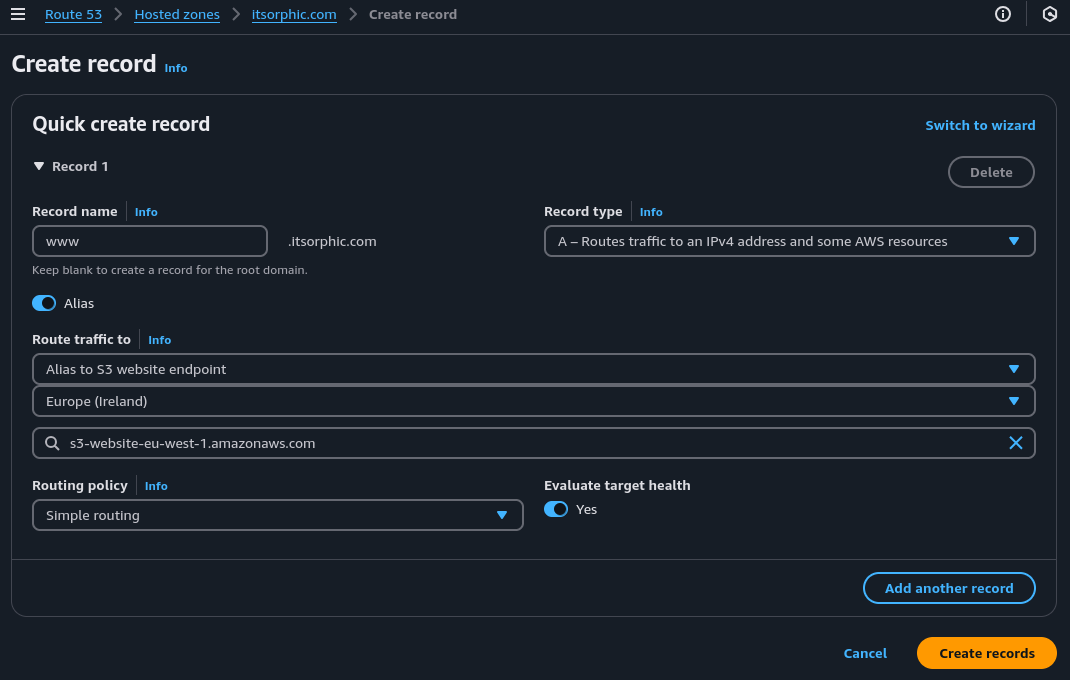 Route 53 Hosted zones itsorphic.com Create record
Create record Info
Quick create record
Switch to wizard
Record 1
Delete
Record name Info
www
.itsorphic.com
Keep blank to create a record for the root domain.
Record type Info
A – Routes traffic to an IPv4 address and some AWS resources
Alias
Route traffic to Info
Alias to S3 website endpoint
Europe (Ireland)
s3-website-eu-west-1.amazonaws.com
Routing policy Info
Simple routing
Evaluate target health
Yes
Add another record
Cancel
Create records